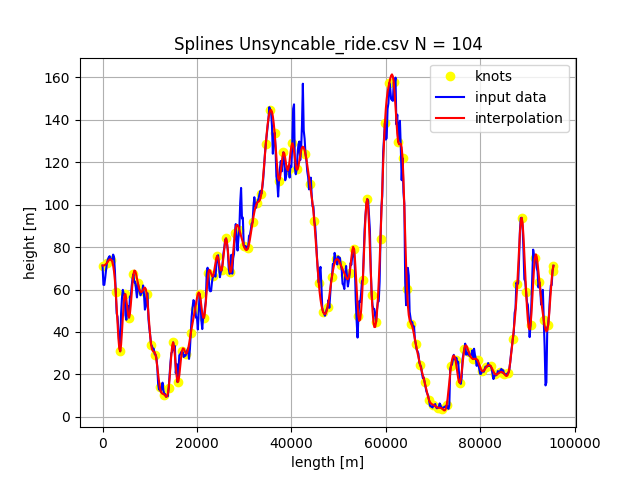 Splines Unsyncable_ride.csv N = 104
knots
input data
interpolation
160
140
120
100
80
60
40
20
0
height [m]
0 20000 40000 60000 80000 100000
length [m]